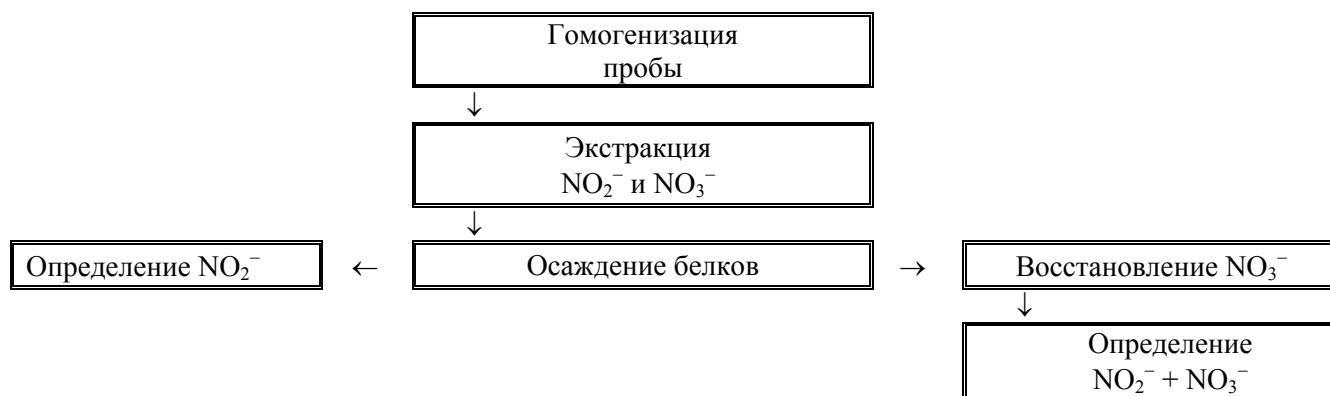 Гомогенизация
пробы
↓
Экстракция
NO₂⁻ и NO₃⁻
↓
Определение NO₂⁻ ← Осаждение белков → Восстановление NO₃⁻
↓
Определение
NO₂⁻ + NO₃⁻